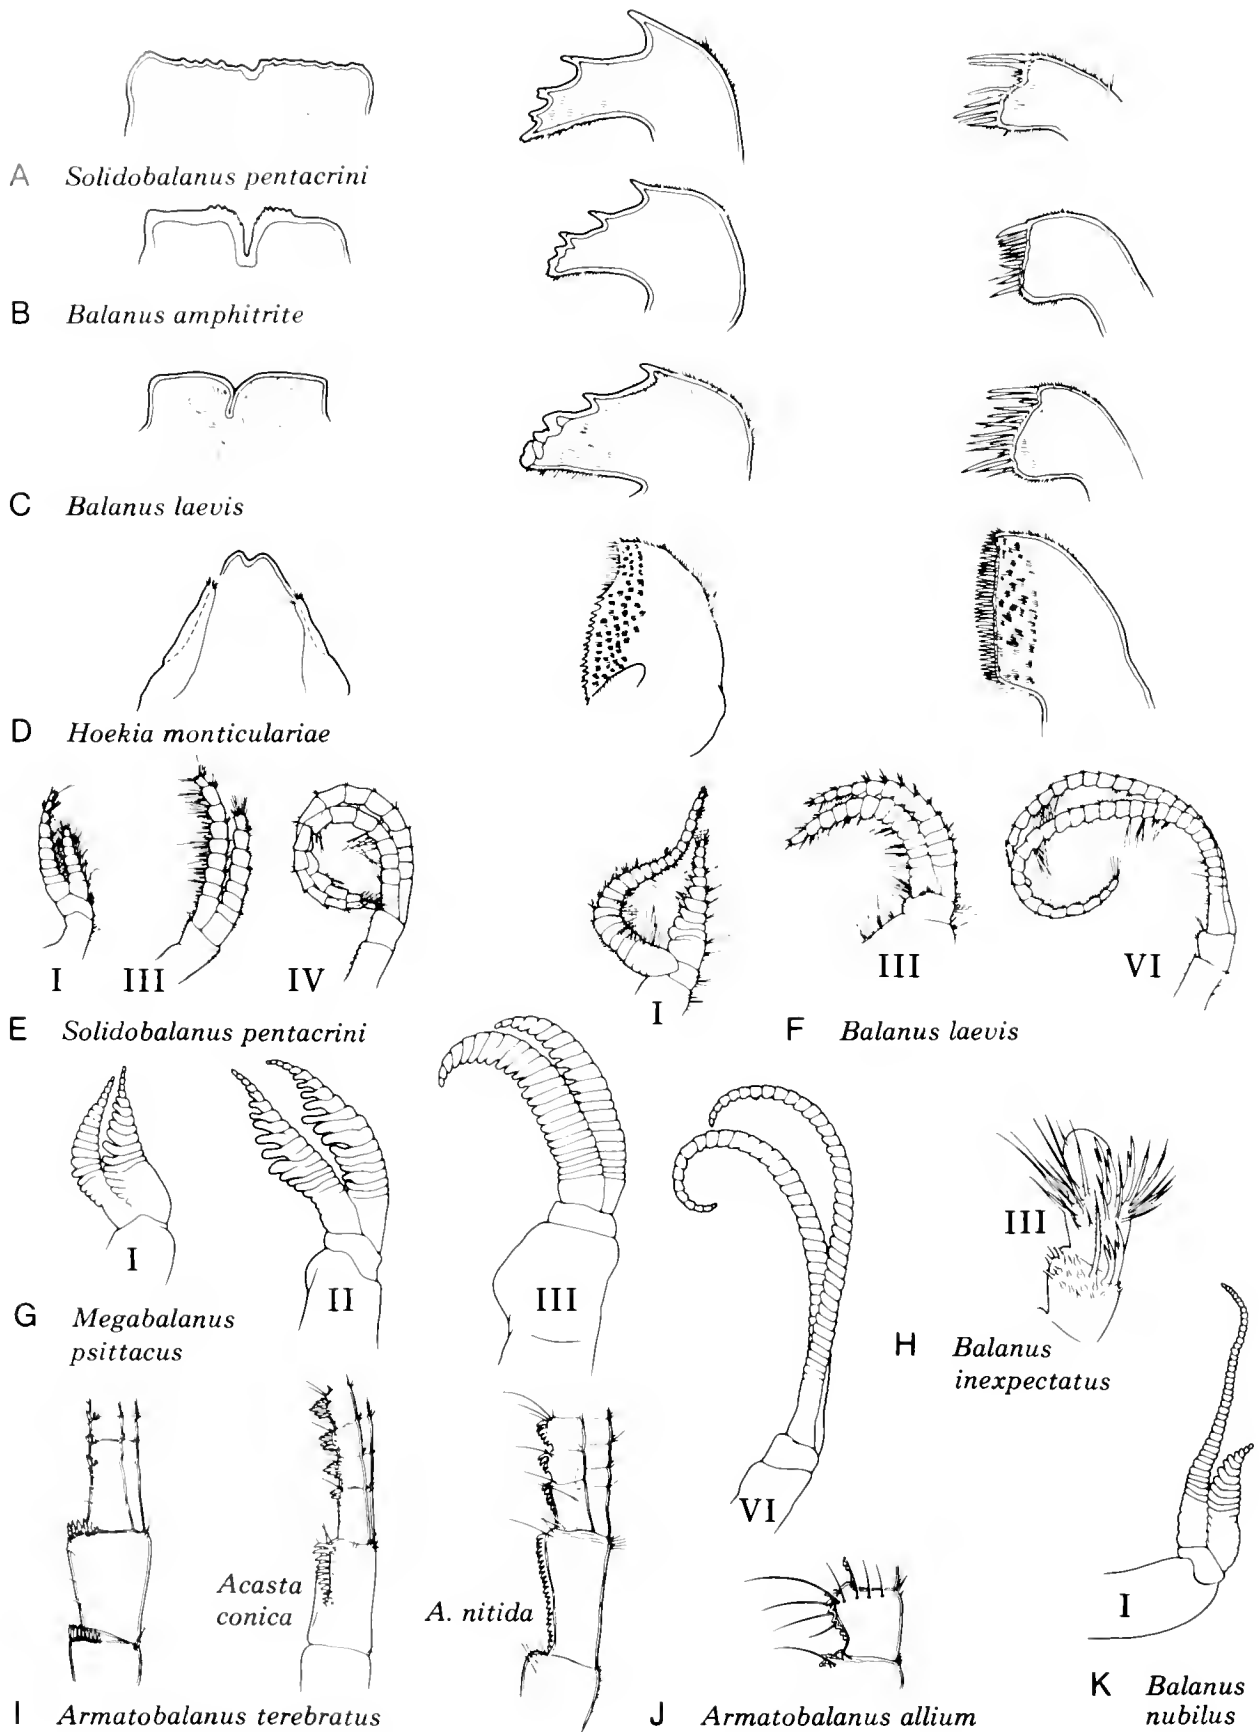 A Solidobalanus pentacrini
B Balanus amphitrite
C Balanus laevis
D Hoekia monticulariae
I III IV I III VI
E Solidobalanus pentacrini
F Balanus laevis
I II III VI III
G Megabalanus
psittacus
H Balanus
inexpectatus
Acasta
conica
A. nitida
I
I Armatobalanus terebratus
J Armatobalanus allium
K Balanus
nubilus